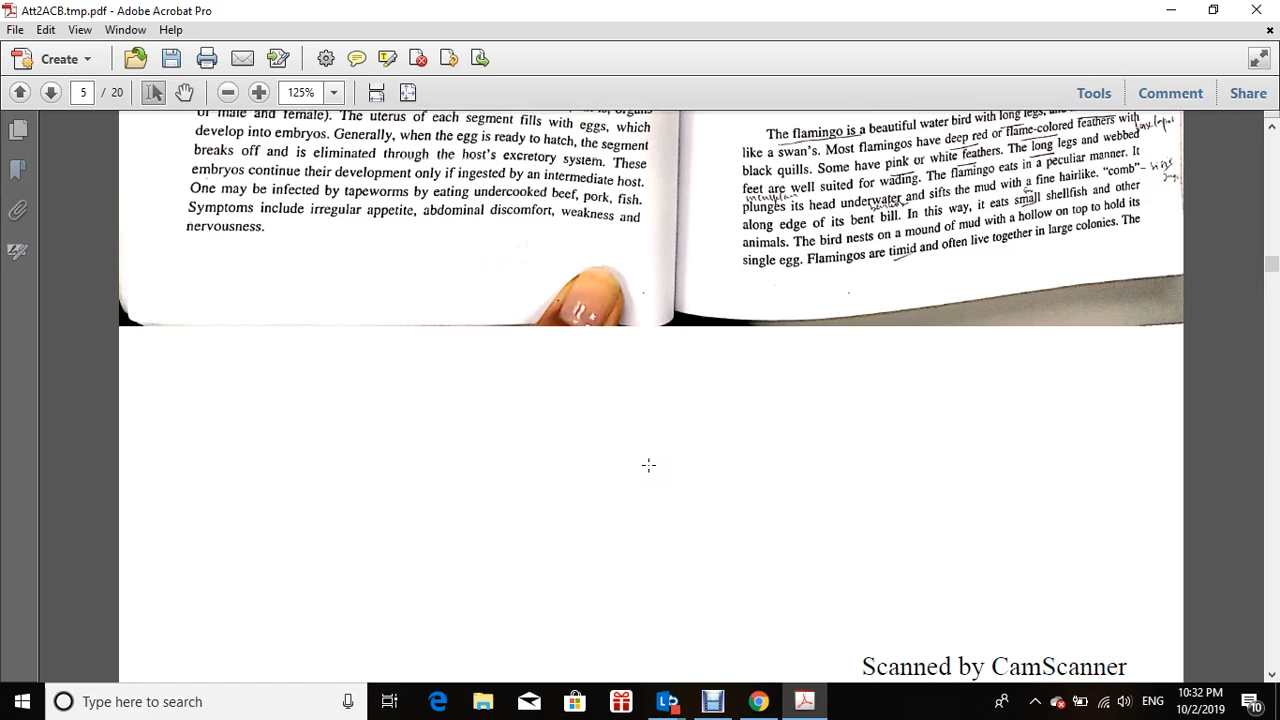 Att2ACB.tmp.pdf - Adobe Acrobat Pro
File Edit View Window Help
Create
5 / 20 125% Tools Comment Share
of male and female). The uterus of each segment fills with eggs, which
develop into embryos. Generally, when the egg is ready to hatch, the segment
breaks off and is eliminated through the host's excretory system. These
embryos continue their development only if ingested by an intermediate host.
One may be infected by tapeworms by eating undercooked beef, pork, fish.
Symptoms include irregular appetite, abdominal discomfort, weakness and
nervousness.
The flamingo is a beautiful water bird with long legs, and
like a swan's. Most flamingos have deep red or flame-colored feathers with
black quills. Some have pink or white feathers. The long legs and webbed
feet are well suited for wading. The flamingo eats in a peculiar manner. It
plunges its head underwater and sifts the mud with a fine hairlike. “comb”
along edge of its bent bill. In this way, it eats small shellfish and other
animals. The bird nests on a mound of mud with a hollow on top to hold its
single egg. Flamingos are timid and often live together in large colonies. The
Scanned by CamScanner
Type here to search
ENG
10:32 PM
10/2/2019
10